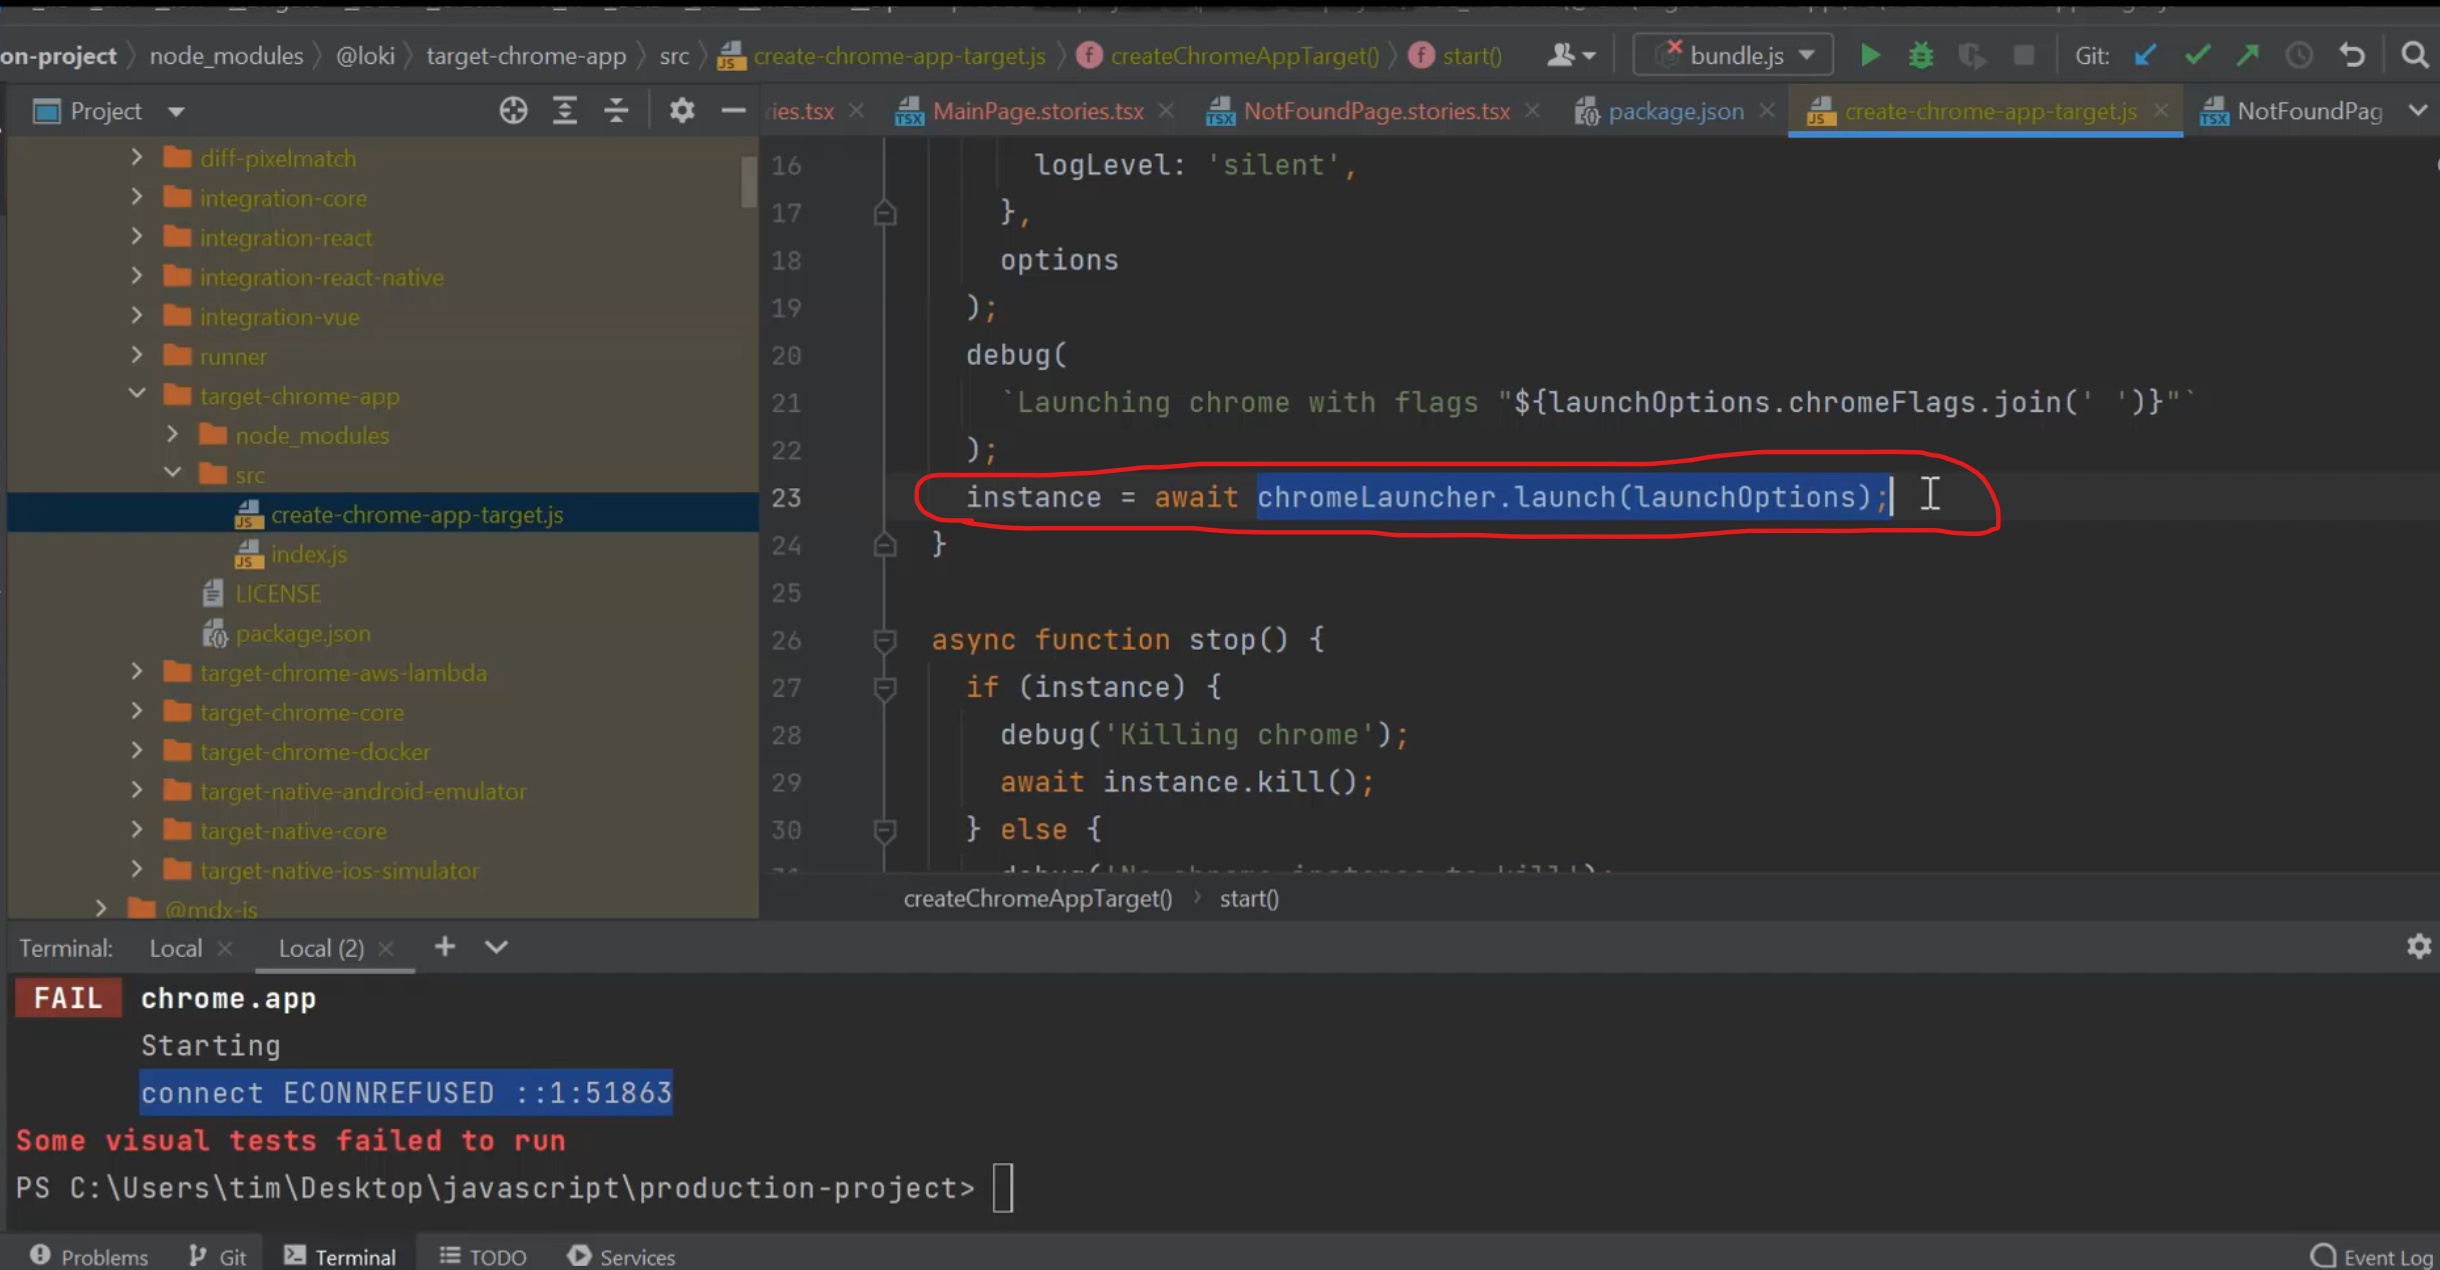 on-project
node_modules
@loki
target-chrome-app
src
create-chrome-app-target.js
createChromeAppTarget()
start()
bundle.js
Git:
Project
ries.tsx
MainPage.stories.tsx
NotFoundPage.stories.tsx
package.json
create-chrome-app-target.js
NotFoundPag
diff-pixelmatch
integration-core
integration-react
integration-react-native
integration-vue
runner
target-chrome-app
node_modules
src
create-chrome-app-target.js
index.js
LICENSE
package.json
target-chrome-aws-lambda
target-chrome-core
target-chrome-docker
target-native-android-emulator
target-native-core
target-native-ios-simulator
@mdx-js
16 logLevel: 'silent',
17 },
18 options
19 );
20 debug(
21 `Launching chrome with flags "${launchOptions.chromeFlags.join(' ')}"`
22 );
23 instance = await chromeLauncher.launch(launchOptions);
24 }
25
26 async function stop() {
27 if (instance) {
28 debug('Killing chrome');
29 await instance.kill();
30 } else {
31 debug('No chrome instance to kill');
createChromeAppTarget()
start()
Terminal:
Local
Local (2)
FAIL chrome.app
Starting
connect ECONNREFUSED ::1:51863
Some visual tests failed to run
PS C:\Users\tim\Desktop\javascript\production-project>
Problems
Git
Terminal
TODO
Services
Event Log